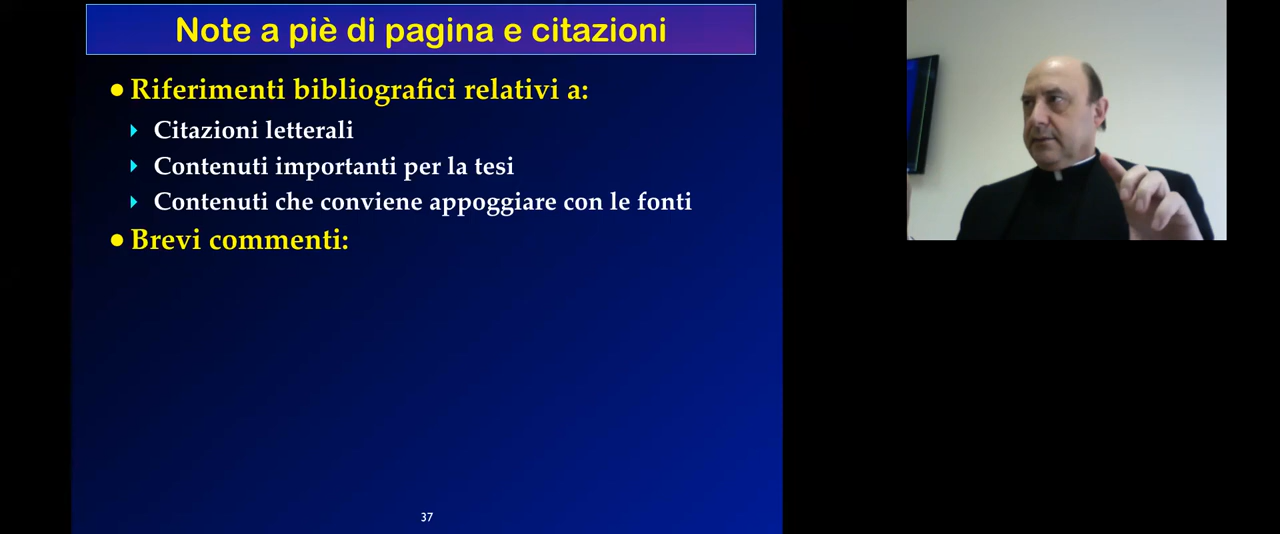 Note a piè di pagina e citazioni
Riferimenti bibliografici relativi a:
Citazioni letterali
Contenuti importanti per la tesi
Contenuti che conviene appoggiare con le fonti
Brevi commenti:
37